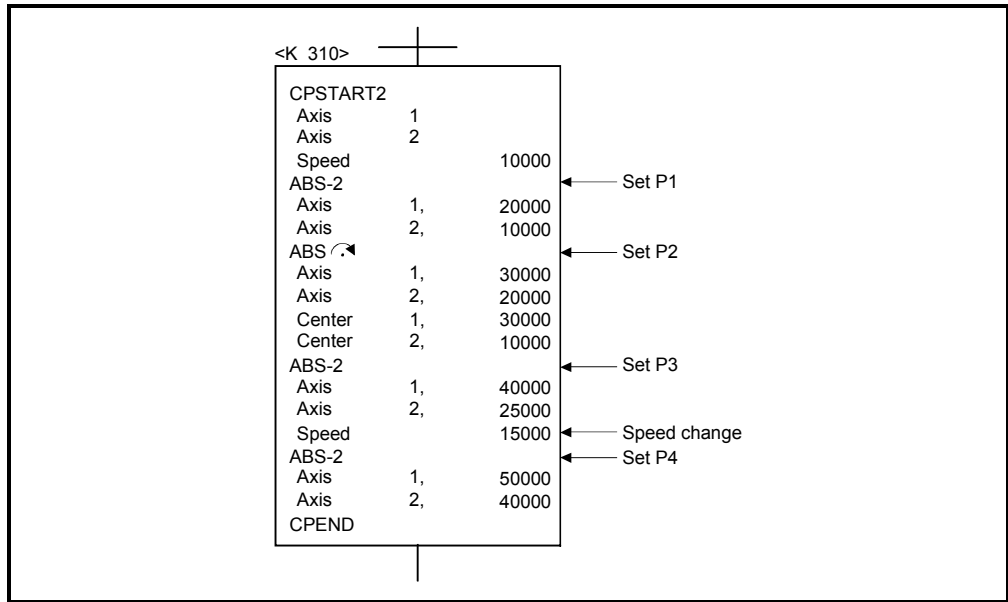 <K 310>
CPSTART2
Axis 1
Axis 2
Speed 10000
ABS-2 Set P1
Axis 1, 20000
Axis 2, 10000
ABS Set P2
Axis 1, 30000
Axis 2, 20000
Center 1, 30000
Center 2, 10000
ABS-2 Set P3
Axis 1, 40000
Axis 2, 25000
Speed 15000 Speed change
ABS-2 Set P4
Axis 1, 50000
Axis 2, 40000
CPEND